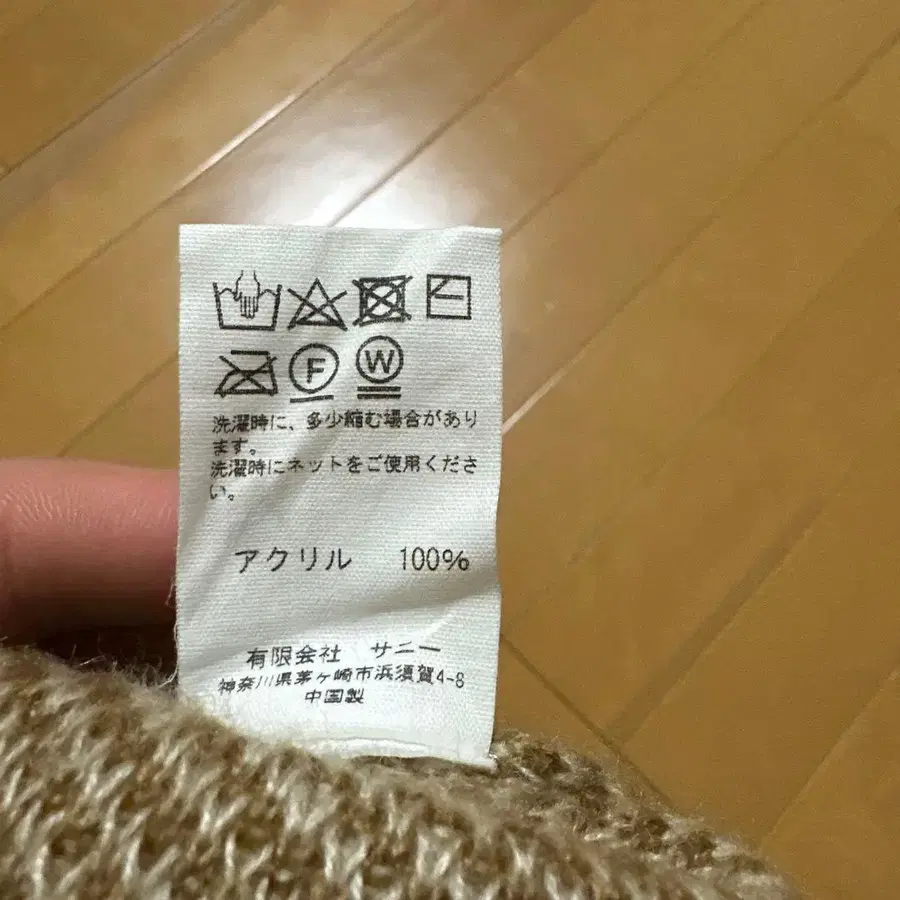 F W
洗濯時に、多少縮む場合があり
ます。
洗濯時にネットをご使用くださ
い。
アクリル 100%
有限会社 サニー
神奈川県茅ヶ崎市浜須賀4-8
中国製